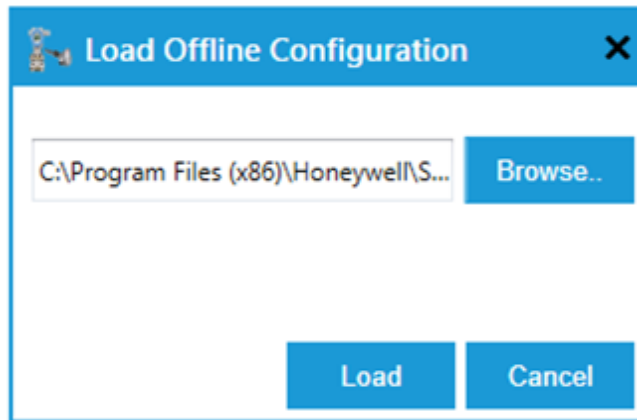 Load Offline Configuration
C:\Program Files (x86)\Honeywell\S...
Browse..
Load
Cancel